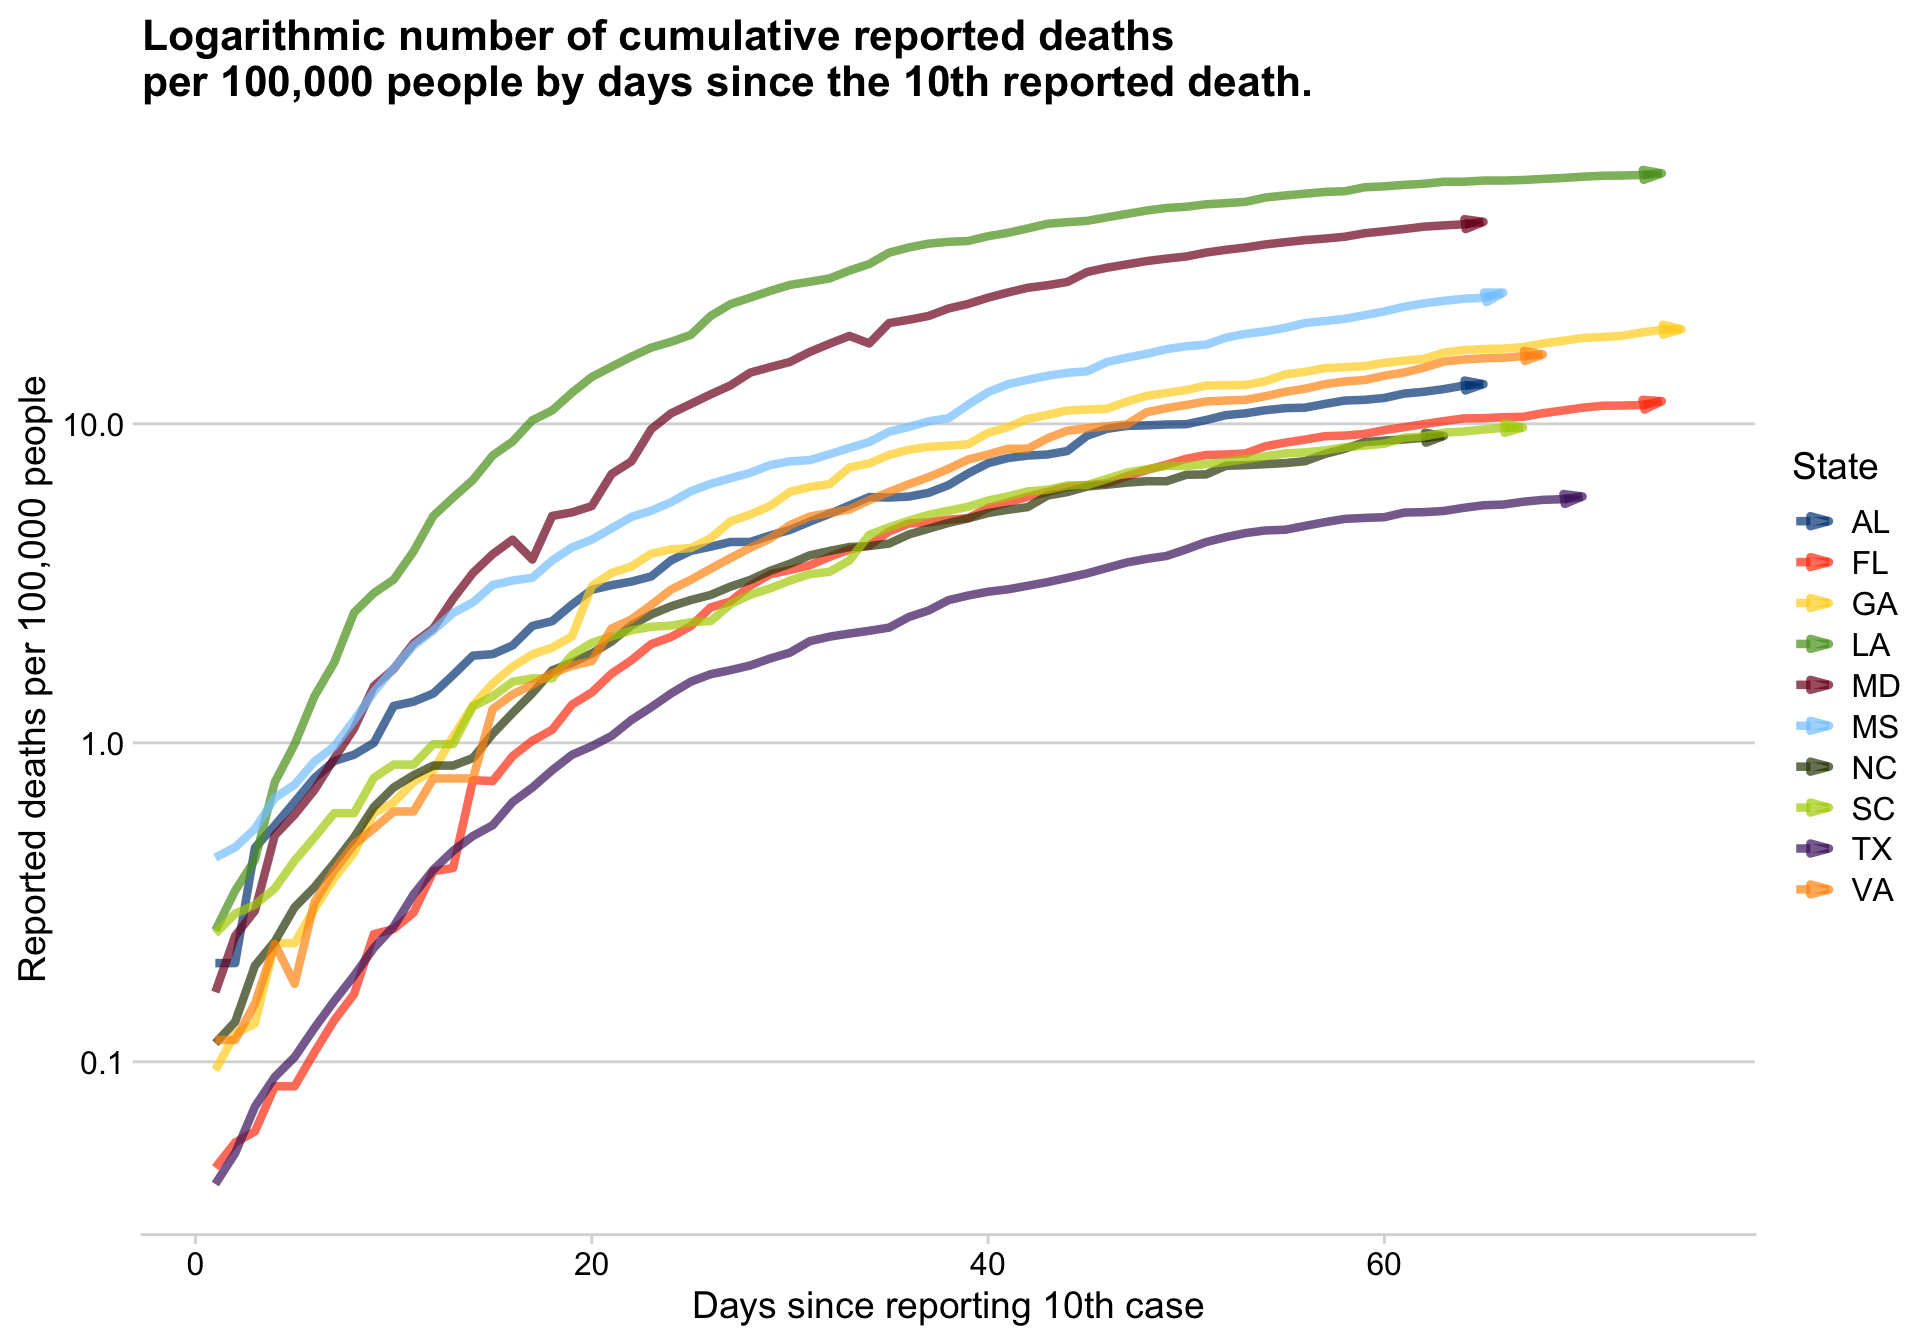 Logarithmic number of cumulative reported deaths
per 100,000 people by days since the 10th reported death.
Reported deaths per 100,000 people
10.0
1.0
0.1
0
20
40
60
Days since reporting 10th case
State
AL
FL
GA
LA
MD
MS
NC
SC
TX
VA